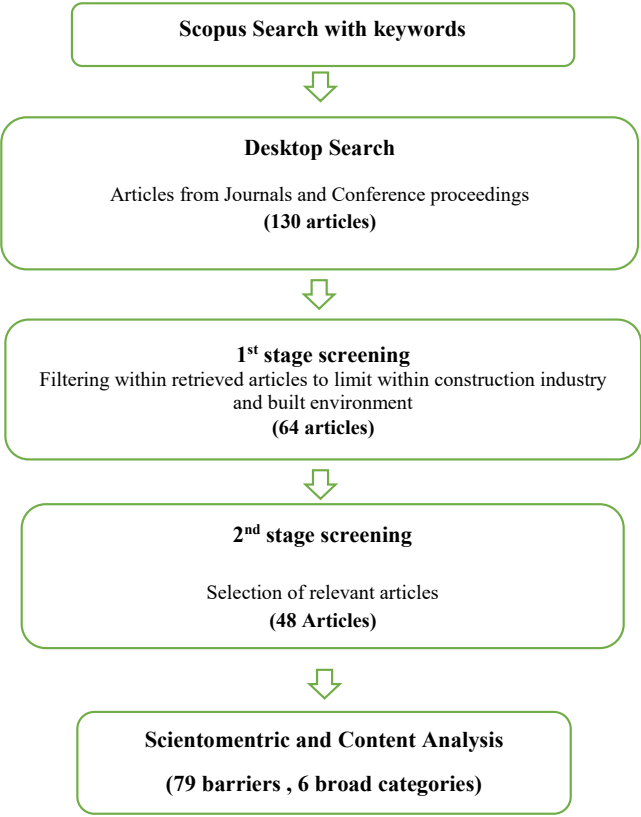 Scopus Search with keywords
Desktop Search
Articles from Journals and Conference proceedings
(130 articles)
1st stage screening
Filtering within retrieved articles to limit within construction industry
and built environment
(64 articles)
2nd stage screening
Selection of relevant articles
(48 Articles)
Scientomentric and Content Analysis
(79 barriers , 6 broad categories)